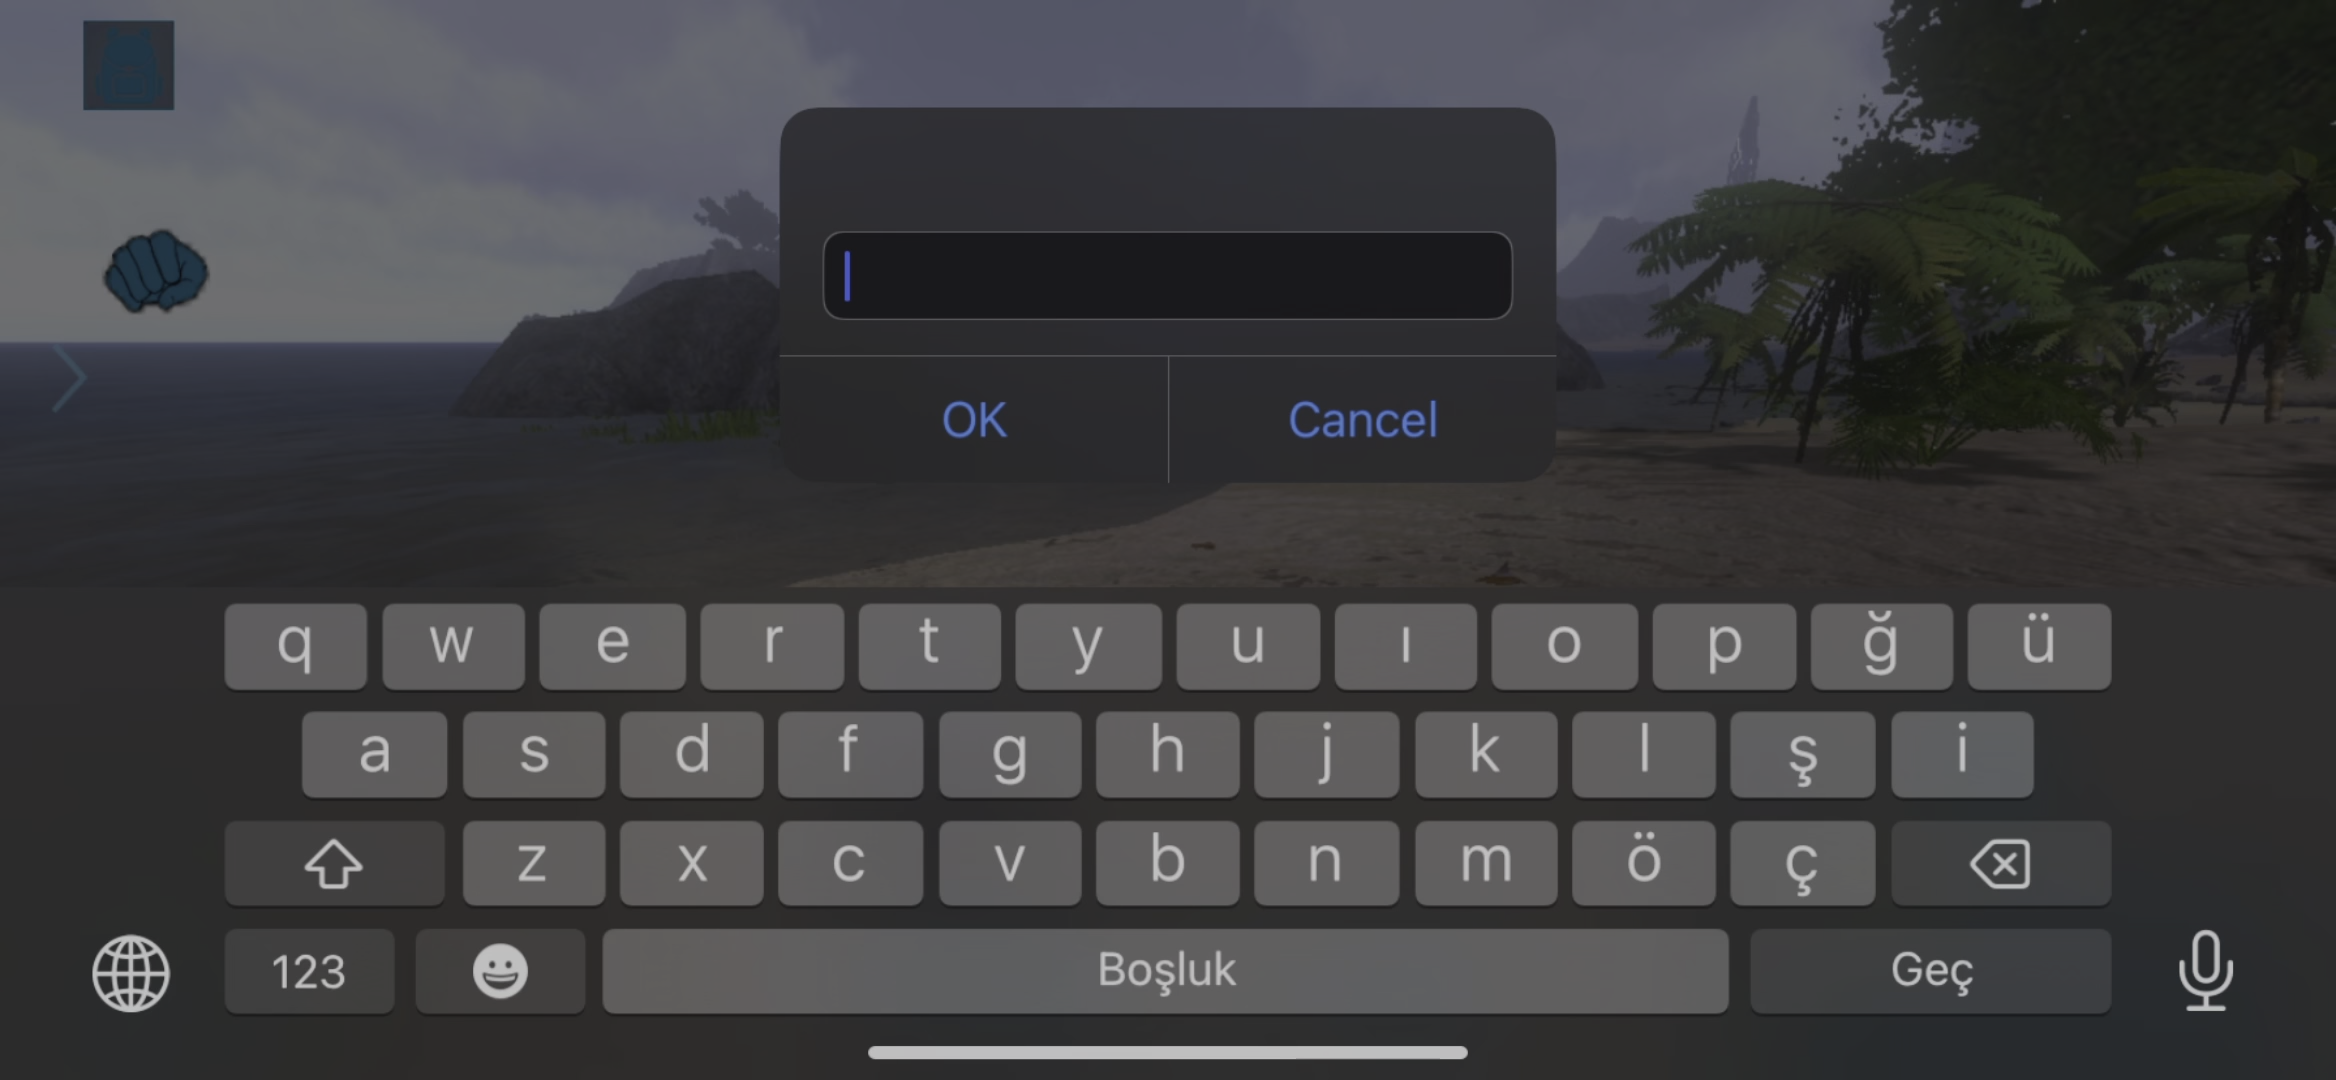 OK Cancel
q w e r t y u ı o p ğ ü
a s d f g h j k l ş i
z x c v b n m ö ç
123 Boşluk Geç